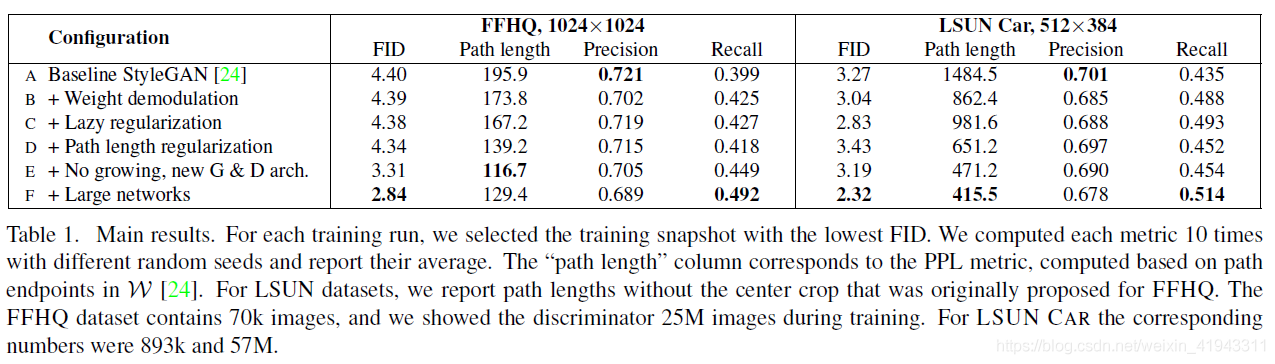 Configuration FFHQ, 1024×1024 LSUN Car, 512×384
FID Path length Precision Recall FID Path length Precision Recall
A Baseline StyleGAN [24] 4.40 195.9 0.721 0.399 3.27 1484.5 0.701 0.435
B + Weight demodulation 4.39 173.8 0.702 0.425 3.04 862.4 0.685 0.488
C + Lazy regularization 4.38 167.2 0.719 0.427 2.83 981.6 0.688 0.493
D + Path length regularization 4.34 139.2 0.715 0.418 3.43 651.2 0.697 0.452
E + No growing, new G & D arch. 3.31 116.7 0.705 0.449 3.19 471.2 0.690 0.454
F + Large networks 2.84 129.4 0.689 0.492 2.32 415.5 0.678 0.514
Table 1. Main results. For each training run, we selected the training snapshot with the lowest FID. We computed each metric 10 times
with different random seeds and report their average. The “path length” column corresponds to the PPL metric, computed based on path
endpoints in W [24]. For LSUN datasets, we report path lengths without the center crop that was originally proposed for FFHQ. The
FFHQ dataset contains 70k images, and we showed the discriminator 25M images during training. For LSUN CAR the corresponding
numbers were 893k and 57M.
https://blog.csdn.net/weixin_41943311